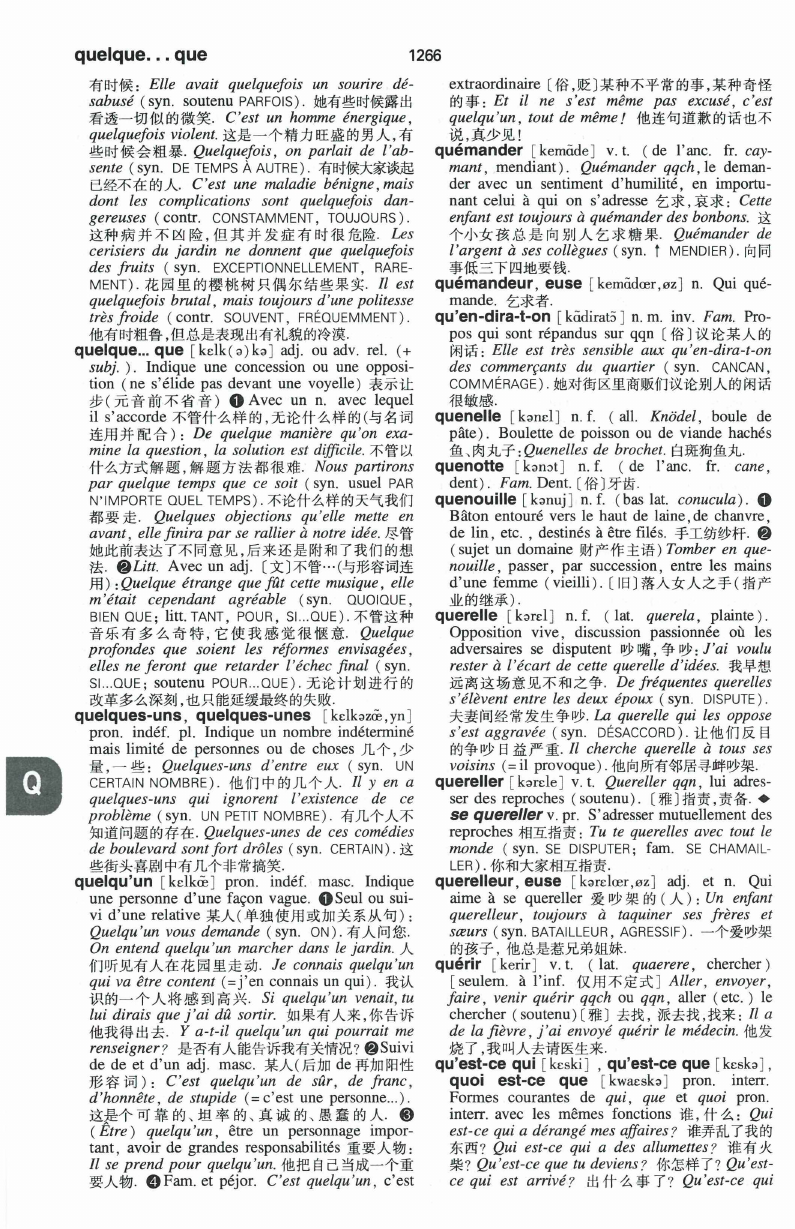 quelque...que
1266
有时候: Elle avait quelquefois un sourire dé-
sabusé (syn. soutenu PARFOIS). 她有些时候露出
看透一切似的微笑. C'est un homme énergique,
quelquefois violent. 这是一个精力旺盛的男人,有
些时候会粗暴. Quelquefois, on parlait de l'ab-
sente (syn. DE TEMPS À AUTRE). 有时候大家谈起
已经不在的人. C'est une maladie bénigne, mais
dont les complications sont quelquefois dan-
gereuses (contr. CONSTAMMENT, TOUJOURS).
这种病并不凶险,但其并发症有时很危险. Les
cerisiers du jardin ne donnent que quelquefois
des fruits (syn. EXCEPTIONNELLEMENT, RARE-
MENT). 花园里的樱桃树只偶尔结些果实. Il est
quelquefois brutal, mais toujours d'une politesse
très froide (contr. SOUVENT, FRÉQUEMMENT).
他有时粗鲁,但总是表现出有礼貌的冷漠.
quelque... que [kɛlk(ə)kə] adj. ou adv. rel. (+
subj.). Indique une concession ou une opposi-
tion (ne s'élide pas devant une voyelle) 表示让
步(元音前不省音) ❶ Avec un n. avec lequel
il s'accorde 不管什么样的,无论什么样的(与名词
连用并配合): De quelque manière qu'on exa-
mine la question, la solution est difficile. 不管以
什么方式解题,解题方法都很难. Nous partirons
par quelque temps que ce soit (syn. usuel PAR
N'IMPORTE QUEL TEMPS). 不论什么样的天气我们
都要走. Quelques objections qu'elle mette en
avant, elle finira par se rallier à notre idée. 尽管
她此前表达了不同意见,后来还是附和了我们的想
法. ❷Litt. Avec un adj. [文]不管…(与形容词连
用):Quelque étrange que fût cette musique, elle
m'était cependant agréable (syn. QUOIQUE,
BIEN QUE; litt. TANT, POUR, SI...QUE). 不管这种
音乐有多么奇特,它使我感觉很惬意. Quelque
profondes que soient les réformes envisagées,
elles ne feront que retarder l'échec final (syn.
SI...QUE; soutenu POUR...QUE). 无论计划进行的
改革多么深刻,也只能延缓最终的失败.
quelques-uns, quelques-unes [kɛlkəzœ̃,yn]
pron. indéf. pl. Indique un nombre indéterminé
mais limité de personnes ou de choses 几个,少
量,一些: Quelques-uns d'entre eux (syn. UN
CERTAIN NOMBRE). 他们中的几个人. Il y en a
quelques-uns qui ignorent l'existence de ce
problème (syn. UN PETIT NOMBRE). 有几个人不
知道问题的存在. Quelques-unes de ces comédies
de boulevard sont fort drôles (syn. CERTAIN). 这
些街头喜剧中有几个非常搞笑.
quelqu'un [kɛlkœ̃] pron. indéf. masc. Indique
une personne d'une façon vague. ❶Seul ou sui-
vi d'une relative 某人(单独使用或加关系从句):
Quelqu'un vous demande (syn. ON). 有人问您.
On entend quelqu'un marcher dans le jardin. 人
们听见有人在花园里走动. Je connais quelqu'un
qui va être content (=j'en connais un qui). 我认
识的一个人将感到高兴. Si quelqu'un venait, tu
lui dirais que j'ai dû sortir. 如果有人来,你告诉
他我得出去. Y a-t-il quelqu'un qui pourrait me
renseigner? 是否有人能告诉我有关情况? ❷Suivi
de de et d'un adj. masc. 某人(后加 de 再加阳性
形容词): C'est quelqu'un de sûr, de franc,
d'honnête, de stupide (=c'est une personne...).
这是个可靠的、坦率的、真诚的、愚蠢的人. ❸
(Être) quelqu'un, être un personnage impor-
tant, avoir de grandes responsabilités 重要人物:
Il se prend pour quelqu'un. 他把自己当成一个重
要人物. ❹Fam. et péjor. C'est quelqu'un, c'est
extraordinaire [俗,贬]某种不平常的事,某种奇怪
的事: Et il ne s'est même pas excusé, c'est
quelqu'un, tout de même! 他连句道歉的话也不
说,真少见!
quémander [kemɑ̃de] v. t. (de l'anc. fr. cay-
mant, mendiant). Quémander qqch, le deman-
der avec un sentiment d'humilité, en importu-
nant celui à qui on s'adresse 乞求,哀求: Cette
enfant est toujours à quémander des bonbons. 这
个小女孩总是向别人乞求糖果. Quémander de
l'argent à ses collègues (syn. ↑ MENDIER). 向同
事低三下四地要钱.
quémandeur, euse [kemɑ̃dœr,øz] n. Qui qué-
mande. 乞求者.
qu'en-dira-t-on [kɑ̃diratɔ̃] n. m. inv. Fam. Pro-
pos qui sont répandus sur qqn [俗]议论某人的
闲话: Elle est très sensible aux qu'en-dira-t-on
des commerçants du quartier (syn. CANCAN,
COMMÉRAGE). 她对街区里商贩们议论别人的闲话
很敏感.
quenelle [kənɛl] n. f. (all. Knödel, boule de
pâte). Boulette de poisson ou de viande hachés
鱼、肉丸子:Quenelles de brochet. 白斑狗鱼丸.
quenotte [kənɔt] n. f. (de l'anc. fr. cane,
dent). Fam. Dent. [俗]牙齿.
quenouille [kənuj] n. f. (bas lat. conucula). ❶
Bâton entouré vers le haut de laine, de chanvre,
de lin, etc., destinés à être filés. 手工纺纱杆. ❷
(sujet un domaine 财产作主语) Tomber en que-
nouille, passer, par succession, entre les mains
d'une femme (vieilli). [旧]落入女人之手(指产
业的继承).
querelle [kərɛl] n. f. (lat. querela, plainte).
Opposition vive, discussion passionnée où les
adversaires se disputent 吵嘴,争吵: J'ai voulu
rester à l'écart de cette querelle d'idées. 我早想
远离这场意见不和之争. De fréquentes querelles
s'élèvent entre les deux époux (syn. DISPUTE).
夫妻间经常发生争吵. La querelle qui les oppose
s'est aggravée (syn. DÉSACCORD). 让他们反目
的争吵日益严重. Il cherche querelle à tous ses
voisins (=il provoque). 他向所有邻居寻衅吵架.
quereller [kərɛle] v. t. Quereller qqn, lui adres-
ser des reproches (soutenu). [雅]指责,责备. ◆
se quereller v. pr. S'adresser mutuellement des
reproches 相互指责: Tu te querelles avec tout le
monde (syn. SE DISPUTER; fam. SE CHAMAIL-
LER). 你和大家相互指责.
querelleur, euse [kərɛlœr,øz] adj. et n. Qui
aime à se quereller 爱吵架的(人): Un enfant
querelleur, toujours à taquiner ses frères et
sœurs (syn. BATAILLEUR, AGRESSIF). 一个爱吵架
的孩子, 他总是惹兄弟姐妹.
quérir [kerir] v. t. (lat. quaerere, chercher)
[seulem. à l'inf. 仅用不定式] Aller, envoyer,
faire, venir quérir qqch ou qqn, aller (etc.) le
chercher (soutenu) [雅] 去找, 派去找,找来: Il a
de la fièvre, j'ai envoyé quérir le médecin. 他发
烧了,我叫人去请医生来.
qu'est-ce qui [kɛski], qu'est-ce que [kɛskə],
quoi est-ce que [kwaɛskə] pron. interr.
Formes courantes de qui, que et quoi pron.
interr. avec les mêmes fonctions 谁,什么: Qui
est-ce qui a dérangé mes affaires? 谁弄乱了我的
东西? Qui est-ce qui a des allumettes? 谁有火
柴? Qu'est-ce que tu deviens? 你怎样了? Qu'est-
ce qui est arrivé? 出什么事了? Qu'est-ce qui
Q